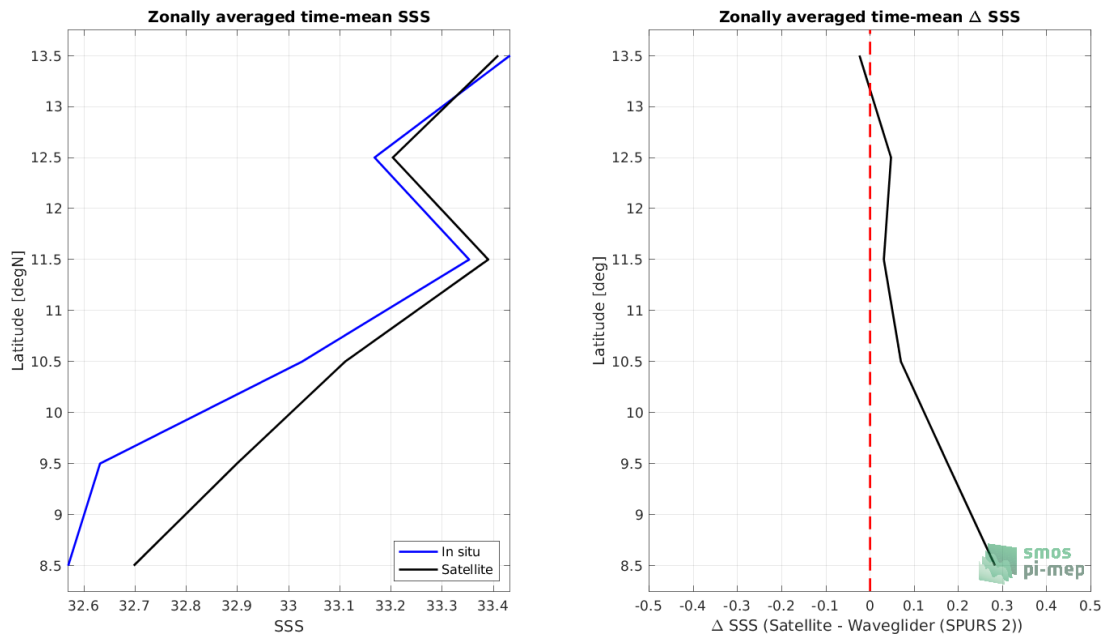 Zonally averaged time-mean SSS
13.5
13
12.5
12
11.5
11
10.5
10
9.5
9
8.5
Latitude [degN]
32.6 32.7 32.8 32.9 33 33.1 33.2 33.3 33.4
SSS
In situ
Satellite
Zonally averaged time-mean Δ SSS
13.5
13
12.5
12
11.5
11
10.5
10
9.5
9
8.5
Latitude [deg]
-0.5 -0.4 -0.3 -0.2 -0.1 0 0.1 0.2 0.3 0.4 0.5
Δ SSS (Satellite - Waveglider (SPURS 2))
smos
pi-mep